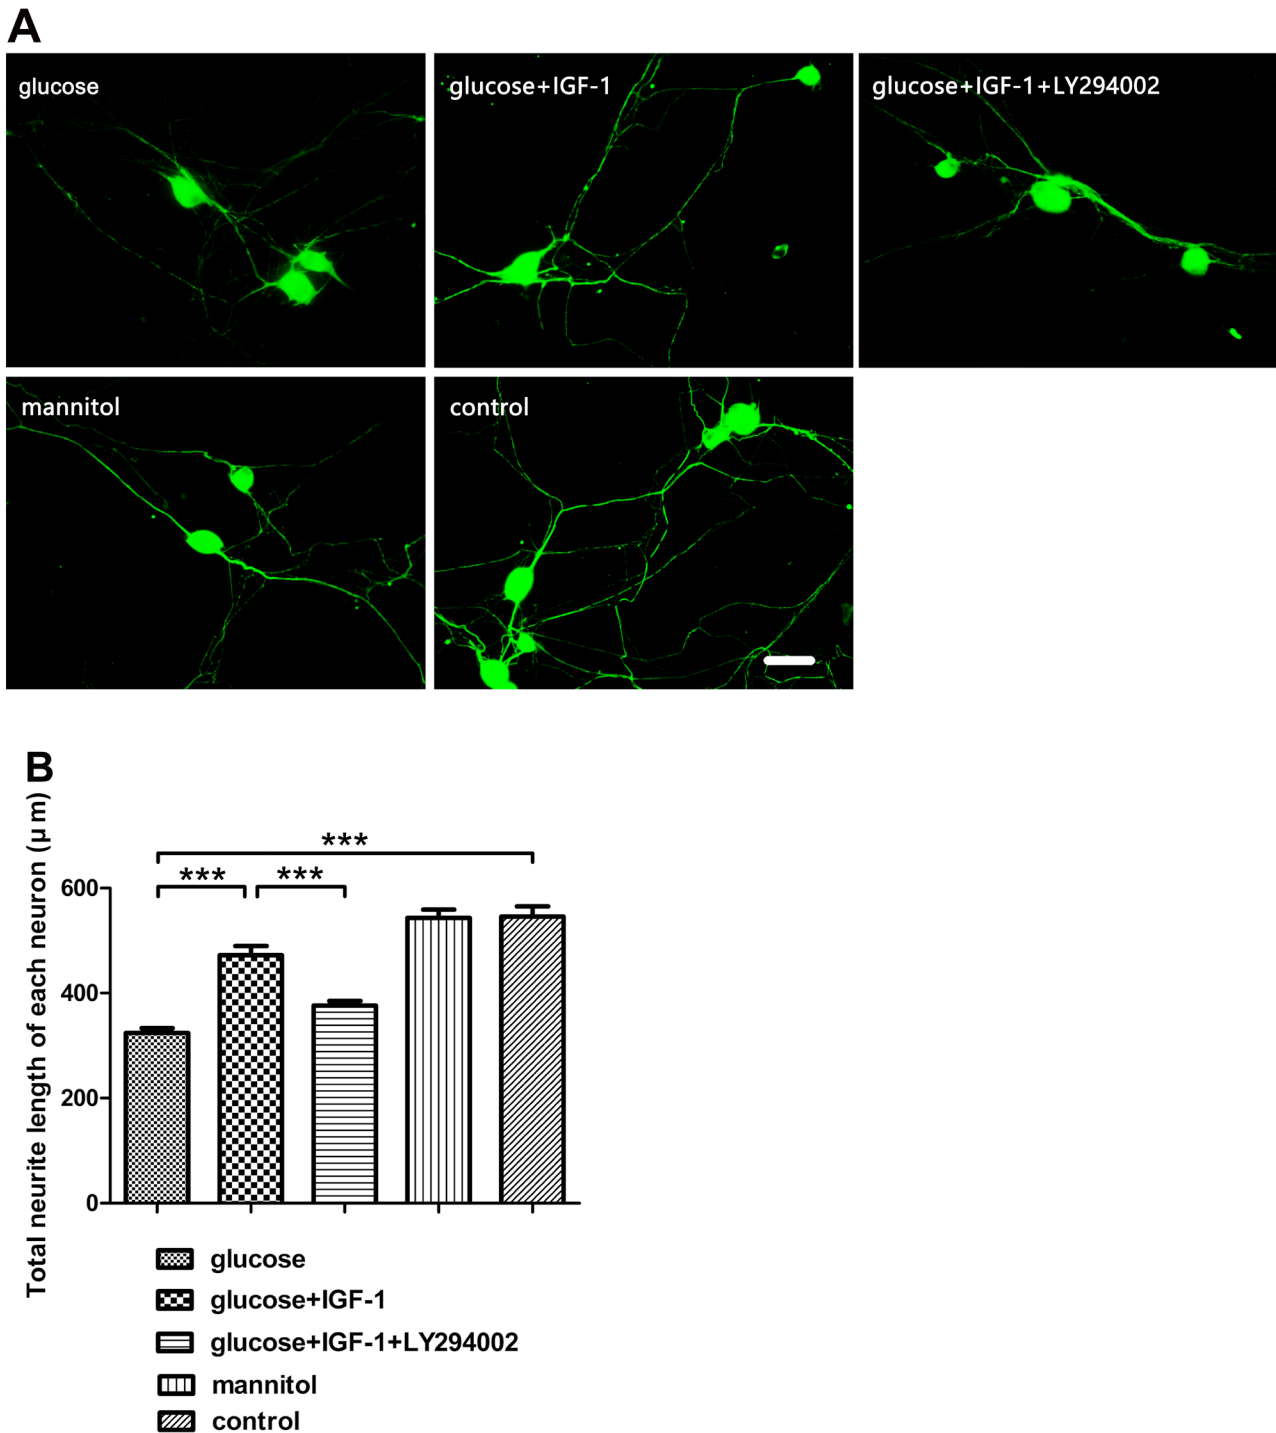 A
glucose
glucose+IGF-1
glucose+IGF-1+LY294002
mannitol
control
B
Total neurite length of each neuron (μm)
***
***
***
600
400
200
0
glucose
glucose+IGF-1
glucose+IGF-1+LY294002
mannitol
control